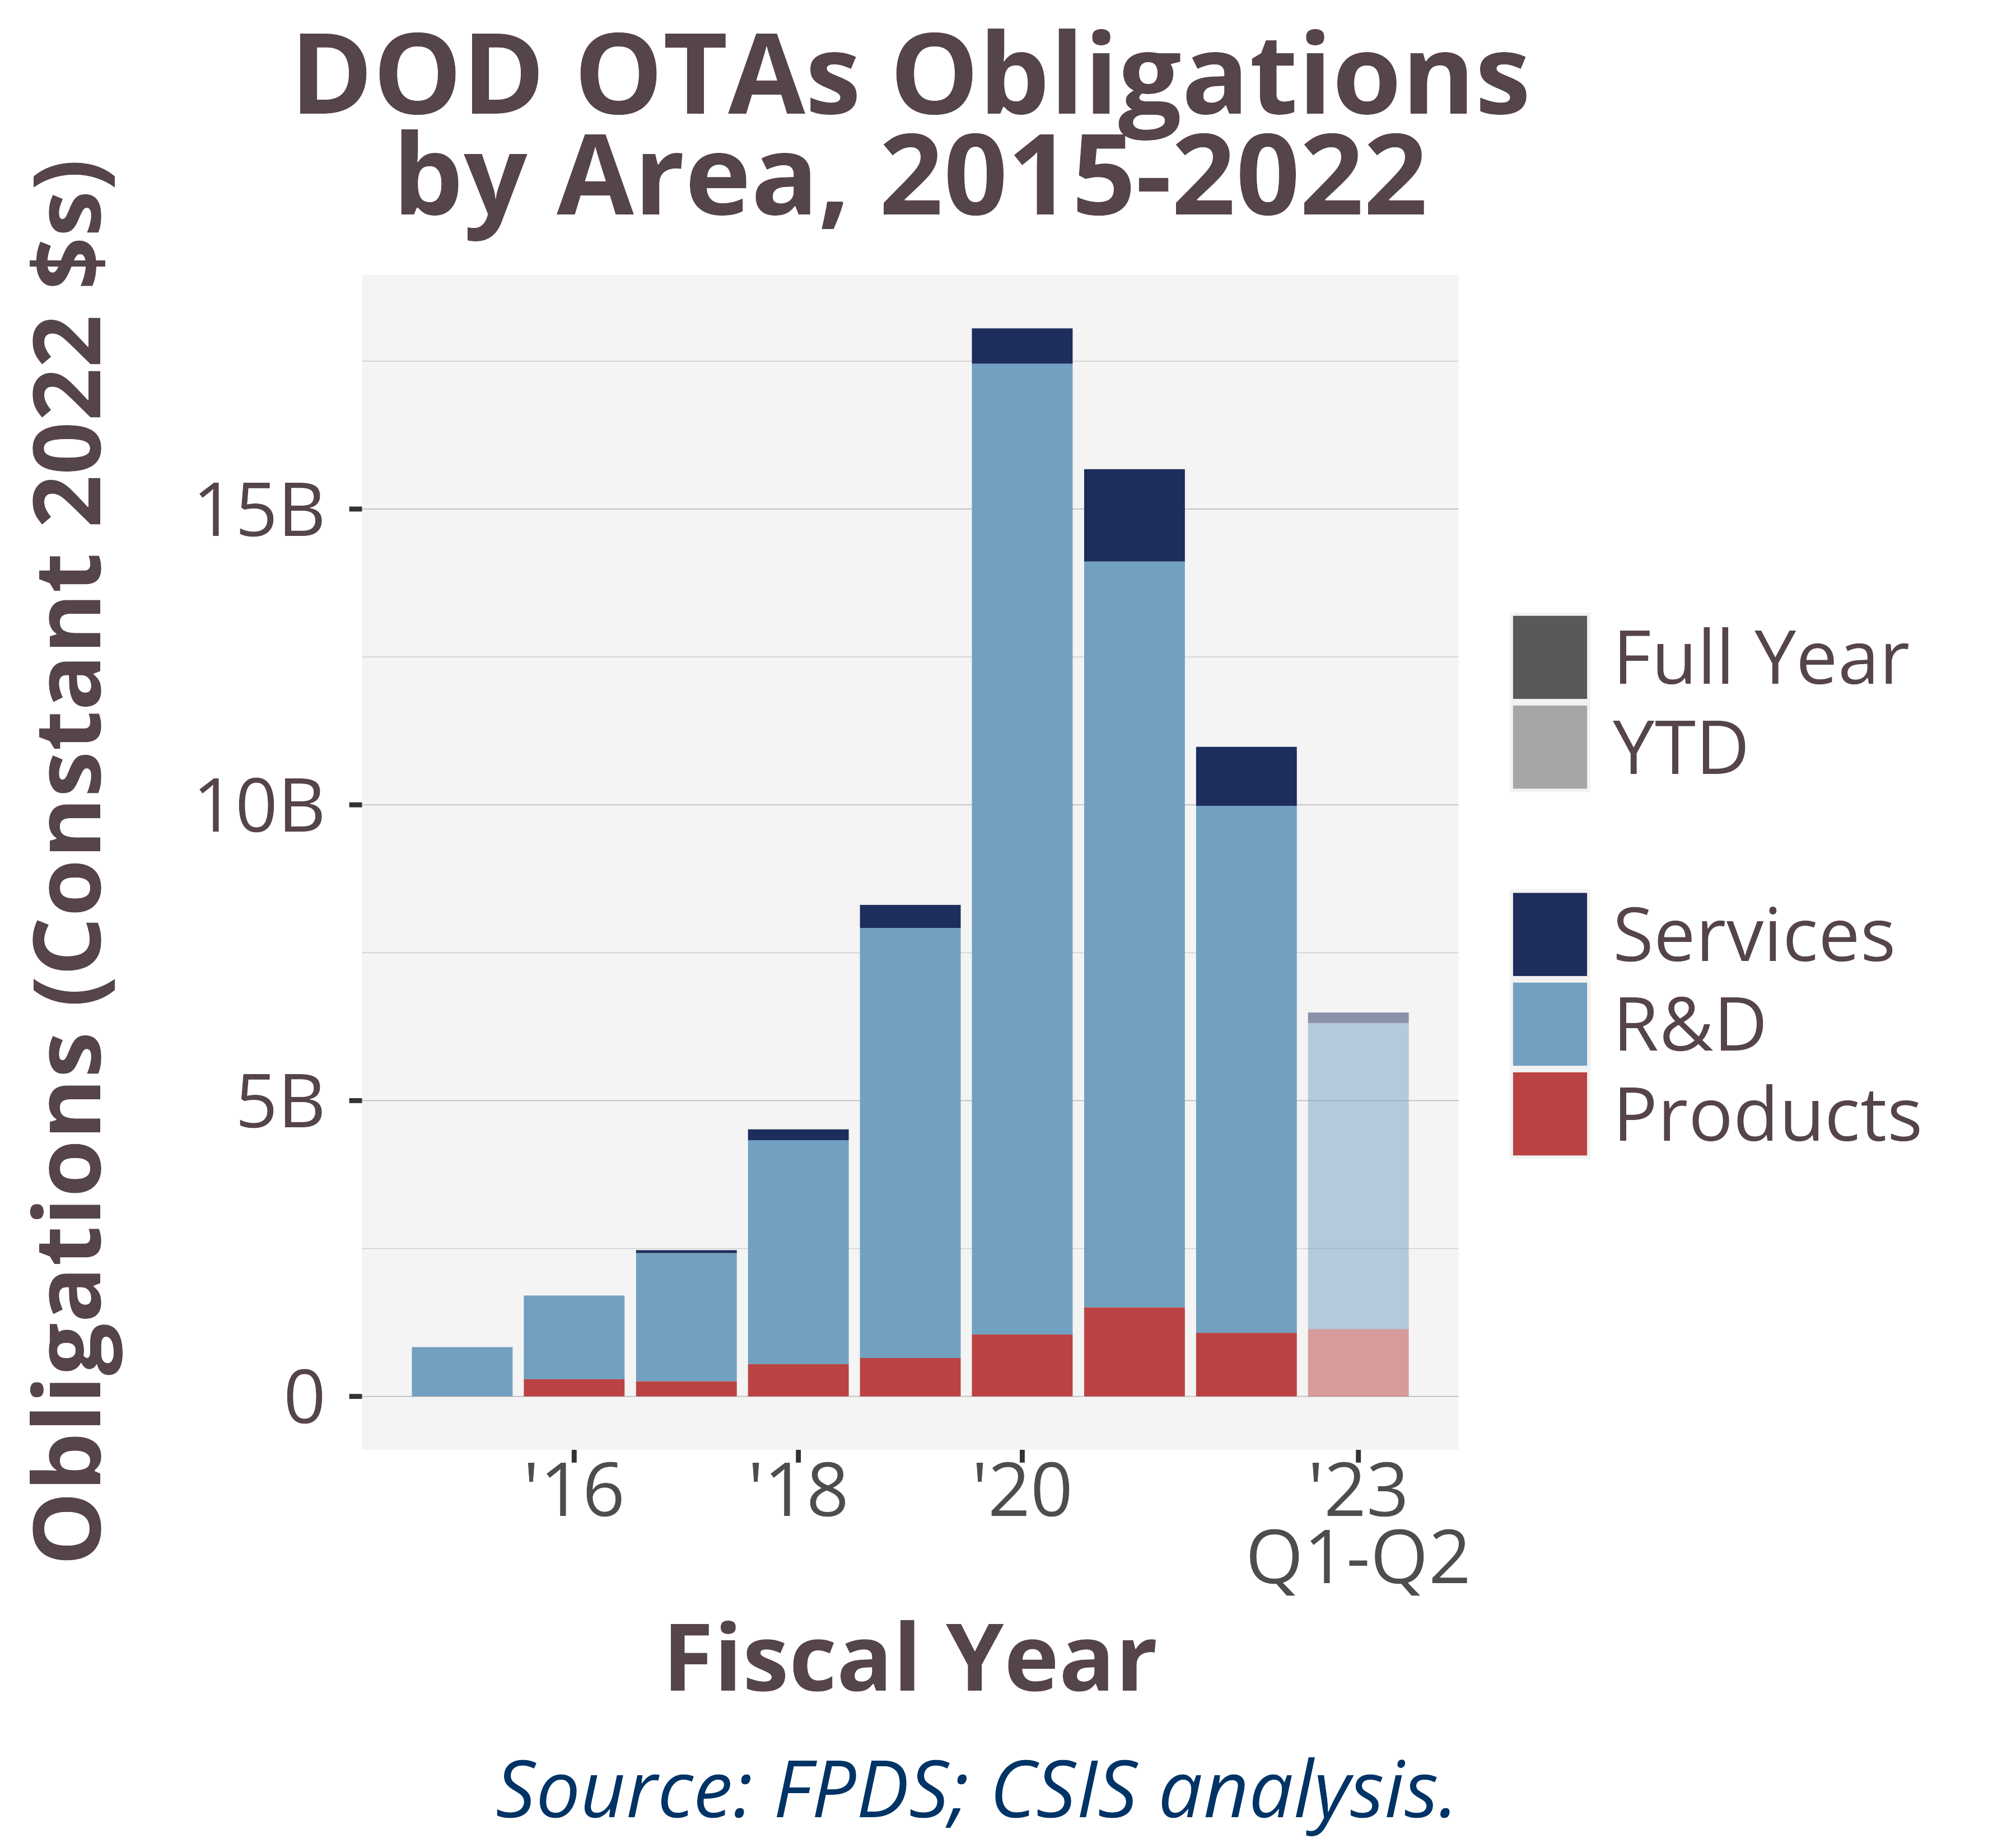 DOD OTAs Obligations
by Area, 2015-2022
Obligations (Constant 2022 $s)
15B
10B
5B
0
'16
'18
'20
'23
Q1-Q2
Fiscal Year
Full Year
YTD
Services
R&D
Products
Source: FPDS; CSIS analysis.